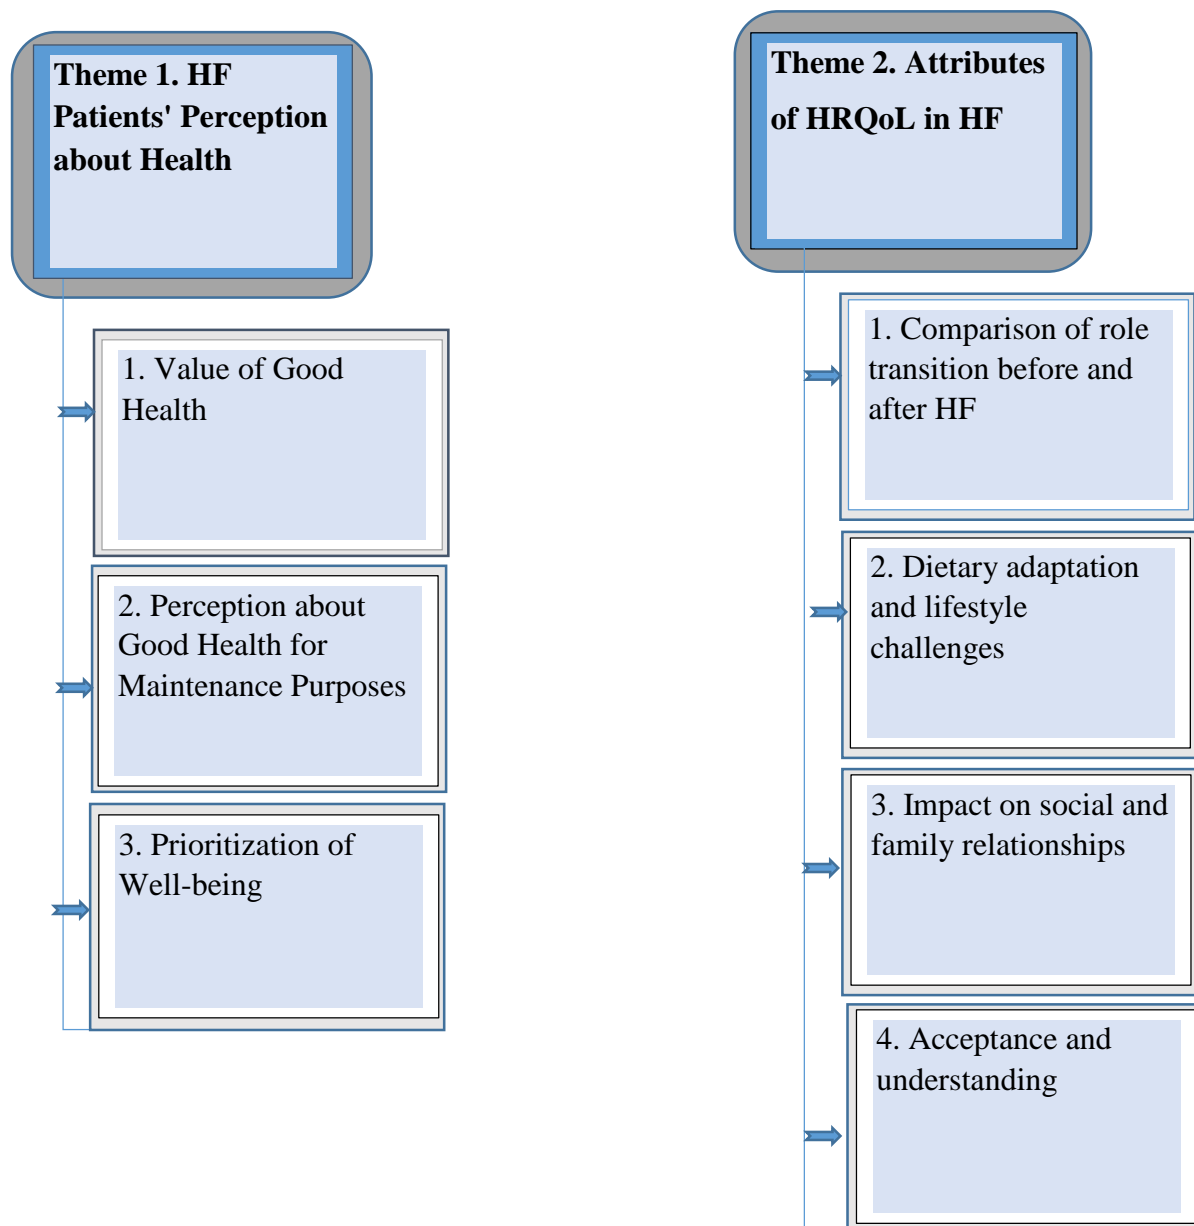 Theme 1. HF
Patients' Perception
about Health
1. Value of Good
Health
2. Perception about
Good Health for
Maintenance Purposes
3. Prioritization of
Well-being
Theme 2. Attributes
of HRQoL in HF
1. Comparison of role
transition before and
after HF
2. Dietary adaptation
and lifestyle
challenges
3. Impact on social and
family relationships
4. Acceptance and
understanding